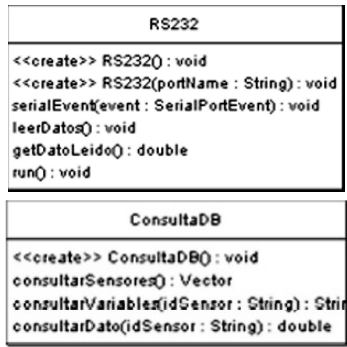 RS232
<<create>> RS232() : void
<<create>> RS232(portName : String) : void
serialEvent(event : SerialPortEvent) : void
leerDatos() : void
getDatoLeido() : double
run() : void
ConsultaDB
<<create>> ConsultaDB() : void
consultarSensores() : Vector
consultarVariables(idSensor : String) : Strir
consultarDato(idSensor : String) : double